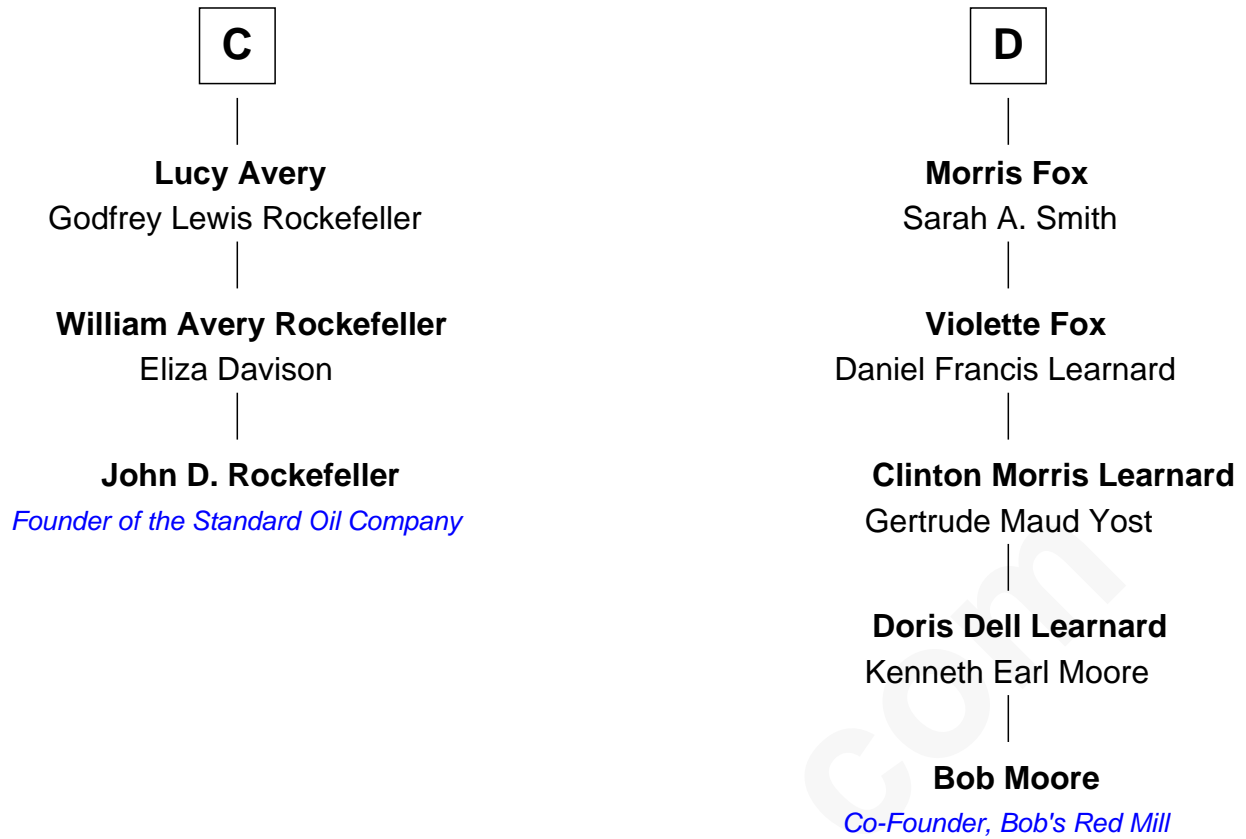 C
Lucy Avery
Godfrey Lewis Rockefeller
William Avery Rockefeller
Eliza Davison
John D. Rockefeller
Founder of the Standard Oil Company
D
Morris Fox
Sarah A. Smith
Violette Fox
Daniel Francis Learnard
Clinton Morris Learnard
Gertrude Maud Yost
Doris Dell Learnard
Kenneth Earl Moore
Bob Moore
Co-Founder, Bob's Red Mill
com